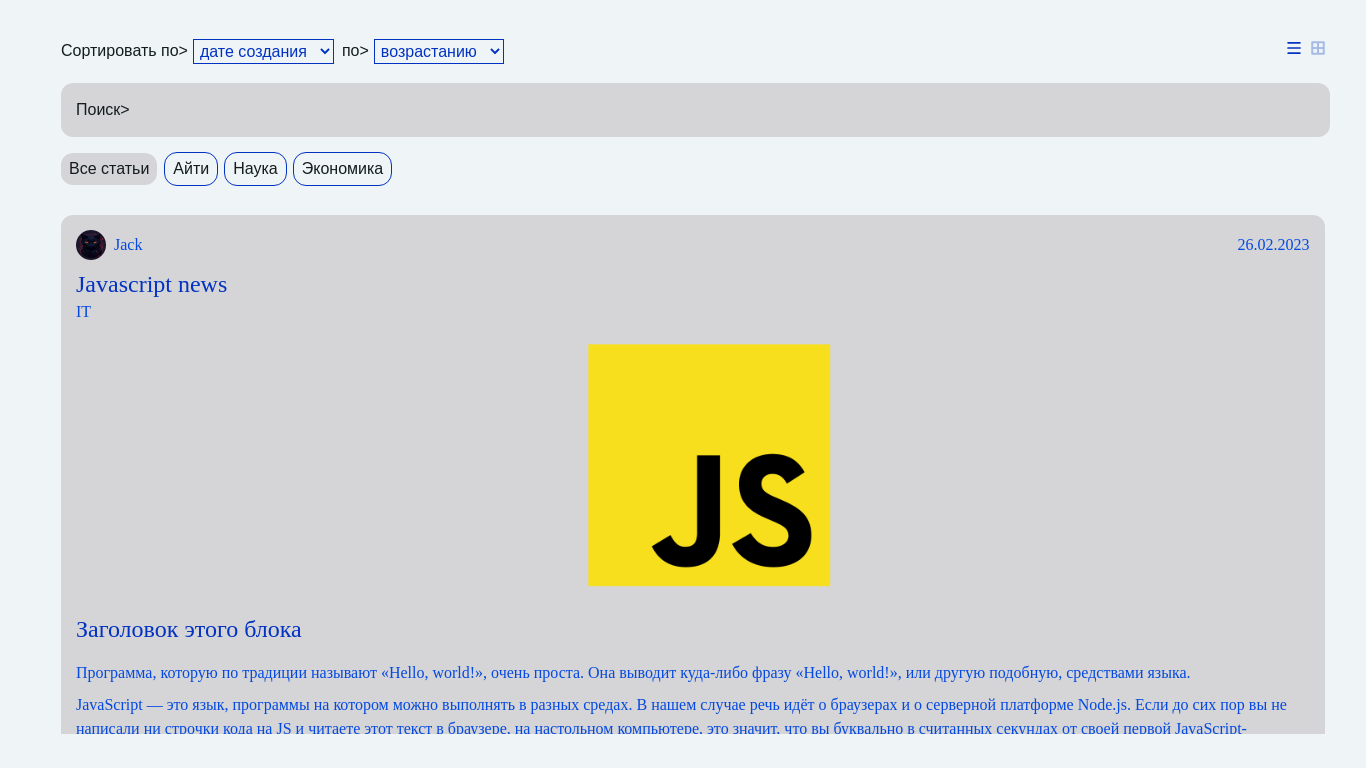 Сортировать по> дате создания по> возрастанию
Поиск>
Все статьи Айти Наука Экономика
Jack 26.02.2023
Javascript news
IT
JS
Заголовок этого блока
Программа, которую по традиции называют «Hello, world!», очень проста. Она выводит куда-либо фразу «Hello, world!», или другую подобную, средствами языка.
JavaScript — это язык, программы на котором можно выполнять в разных средах. В нашем случае речь идёт о браузерах и о серверной платформе Node.js. Если до сих пор вы не
написали ни строчки кода на JS и читаете этот текст в браузере, на настольном компьютере, это значит, что вы буквально в считанных секундах от своей первой JavaScript-